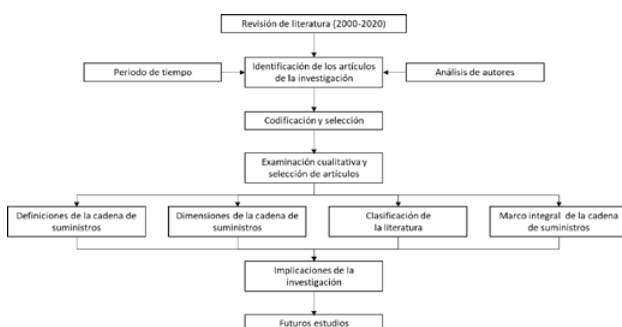 Revisión de literatura (2000-2020)
Periodo de tiempo
Identificación de los artículos
de la investigación
Análisis de autores
Codificación y selección
Examinación cualitativa y
selección de artículos
Definiciones de la cadena de
suministros
Dimensiones de la cadena de
suministros
Clasificación de
la literatura
Marco integral de la cadena
de suministros
Implicaciones de la
investigación
Futuros estudios